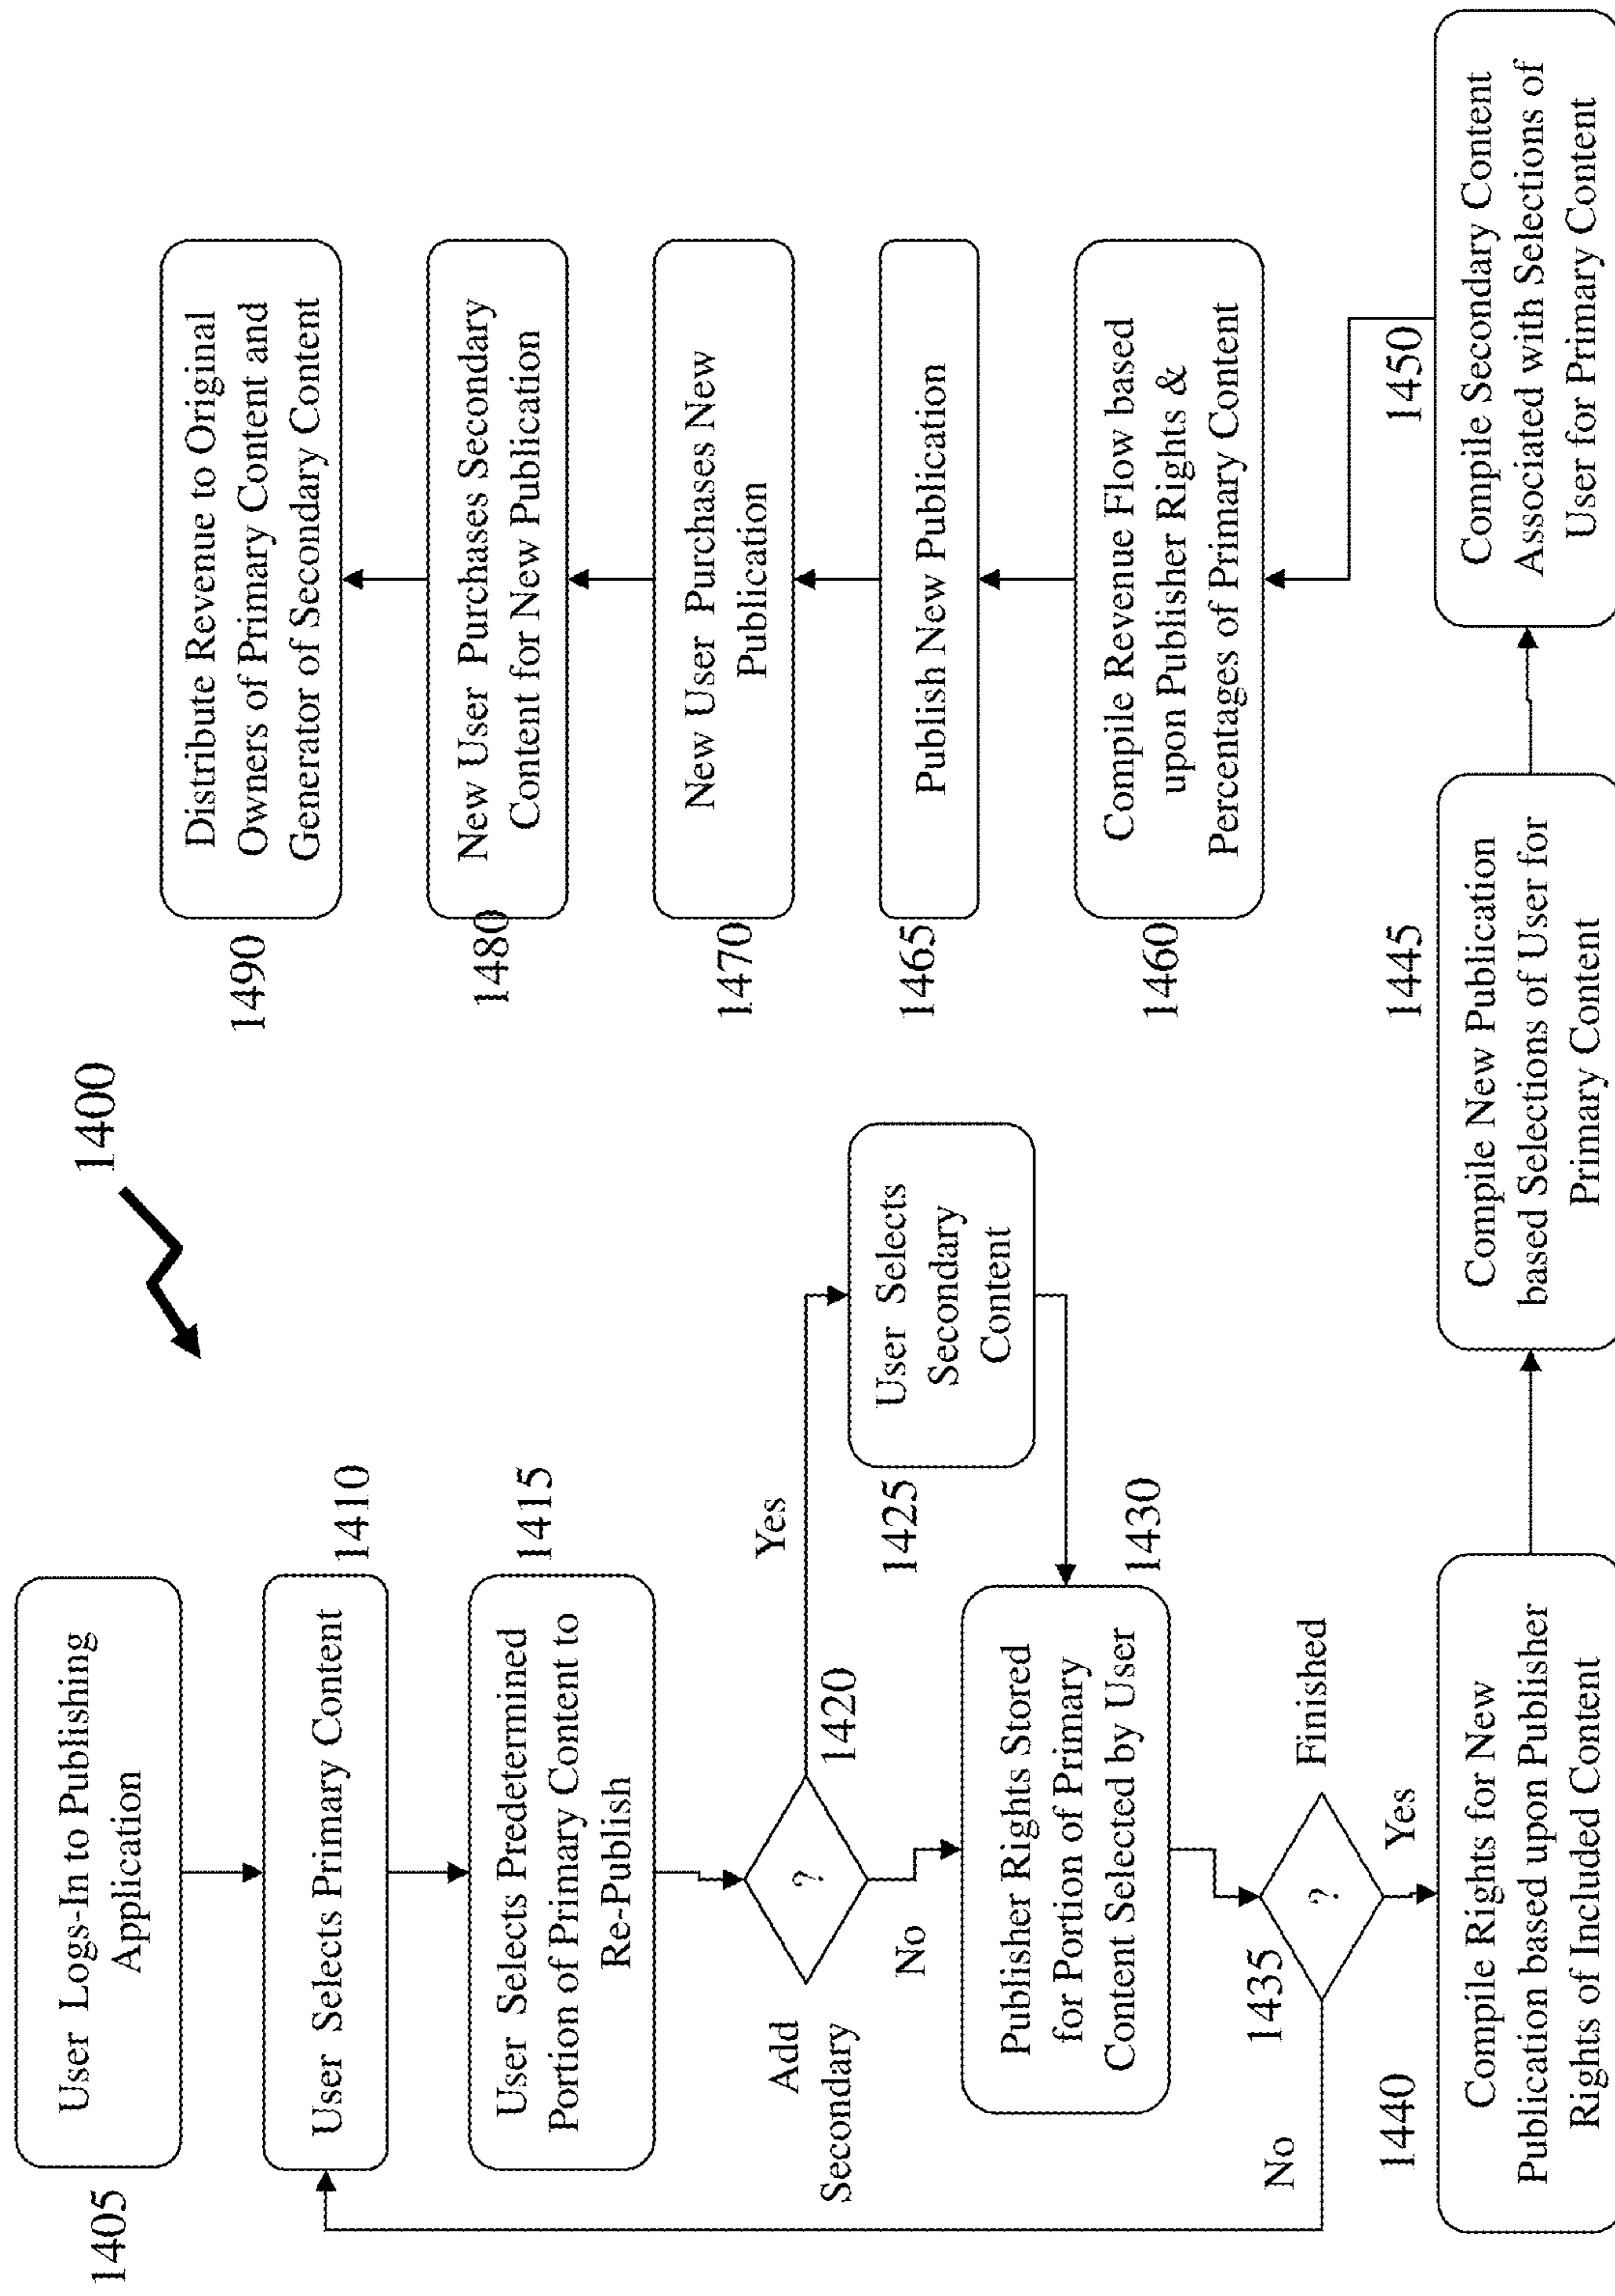 1400
1405
User Logs-In to Publishing
Application
User Selects Primary Content
1410
User Selects Predetermined
Portion of Primary Content to
Re-Publish
1415
Add
Secondary
?
1420
Yes
No
User Selects
Secondary
Content
1425
Publisher Rights Stored
for Portion of Primary
Content Selected by User
1430
1435
?
Finished
No
Yes
1440
Compile Rights for New
Publication based upon Publisher
Rights of Included Content
1445
Compile New Publication
based Selections of User for
Primary Content
1450
Compile Secondary Content
Associated with Selections of
User for Primary Content
1460
Compile Revenue Flow based
upon Publisher Rights &
Percentages of Primary Content
1465
Publish New Publication
1470
New User Purchases New
Publication
1480
New User Purchases Secondary
Content for New Publication
1490
Distribute Revenue to Original
Owners of Primary Content and
Generator of Secondary Content